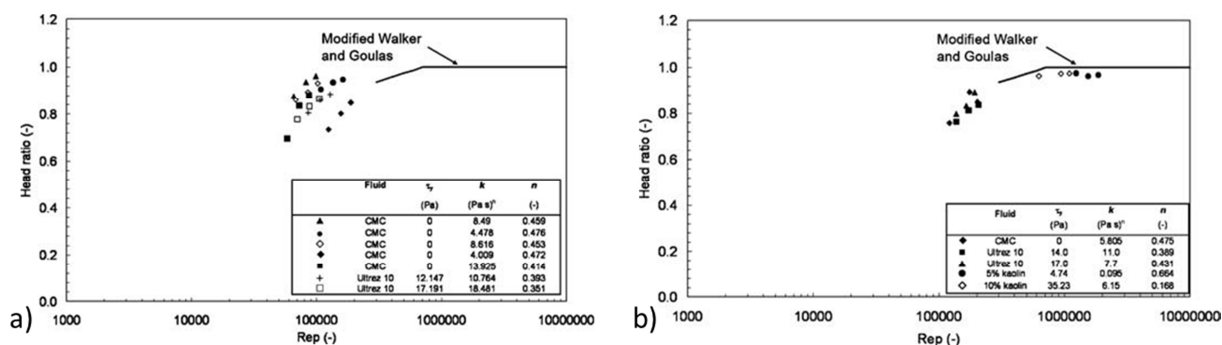 1.2
1.0
0.8
0.6
0.4
0.2
0.0
Head ratio (-)
Modified Walker
and Goulas
Fluid τy k n
(Pa) (Pa s)ⁿ (-)
CMC 0 8.49 0.459
CMC 0 4.478 0.476
CMC 0 8.616 0.453
CMC 0 4.009 0.472
CMC 0 13.925 0.414
Ultrez 10 12.147 10.764 0.393
Ultrez 10 17.191 18.481 0.351
1000 10000 100000 1000000 10000000
Rep (-)
a)
1.2
1.0
0.8
0.6
0.4
0.2
0.0
Head ratio (-)
Modified Walker
and Goulas
Fluid τy k n
(Pa) (Pa s)ⁿ (-)
CMC 0 5.805 0.475
Ultrez 10 14.0 11.0 0.389
Ultrez 10 17.0 7.7 0.431
5% kaolin 4.74 0.095 0.664
10% kaolin 35.23 6.15 0.168
1000 10000 100000 1000000 10000000
Rep (-)
b)